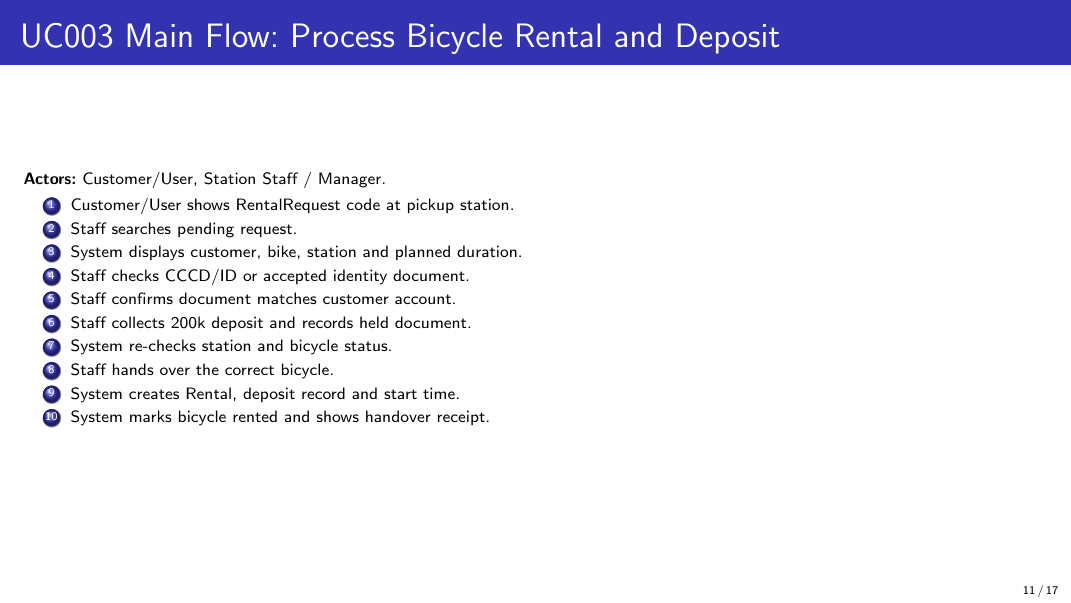 UC003 Main Flow: Process Bicycle Rental and Deposit
Actors: Customer/User, Station Staff / Manager.
1 Customer/User shows RentalRequest code at pickup station.
2 Staff searches pending request.
3 System displays customer, bike, station and planned duration.
4 Staff checks CCCD/ID or accepted identity document.
5 Staff confirms document matches customer account.
6 Staff collects 200k deposit and records held document.
7 System re-checks station and bicycle status.
8 Staff hands over the correct bicycle.
9 System creates Rental, deposit record and start time.
10 System marks bicycle rented and shows handover receipt.
11 / 17